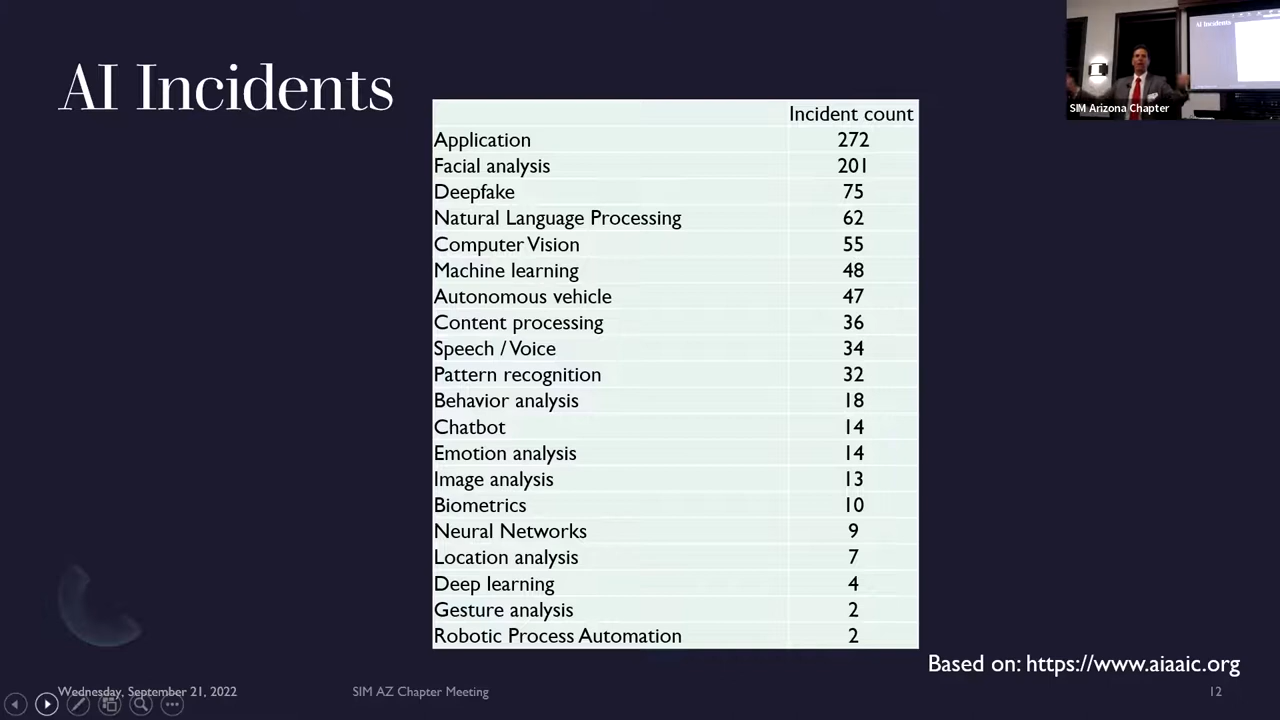 AI Incidents
AI Incidents
SIM Arizona Chapter
Incident count
Application 272
Facial analysis 201
Deepfake 75
Natural Language Processing 62
Computer Vision 55
Machine learning 48
Autonomous vehicle 47
Content processing 36
Speech / Voice 34
Pattern recognition 32
Behavior analysis 18
Chatbot 14
Emotion analysis 14
Image analysis 13
Biometrics 10
Neural Networks 9
Location analysis 7
Deep learning 4
Gesture analysis 2
Robotic Process Automation 2
Based on: https://www.aiaaic.org
Wednesday, September 21, 2022 SIM AZ Chapter Meeting 12